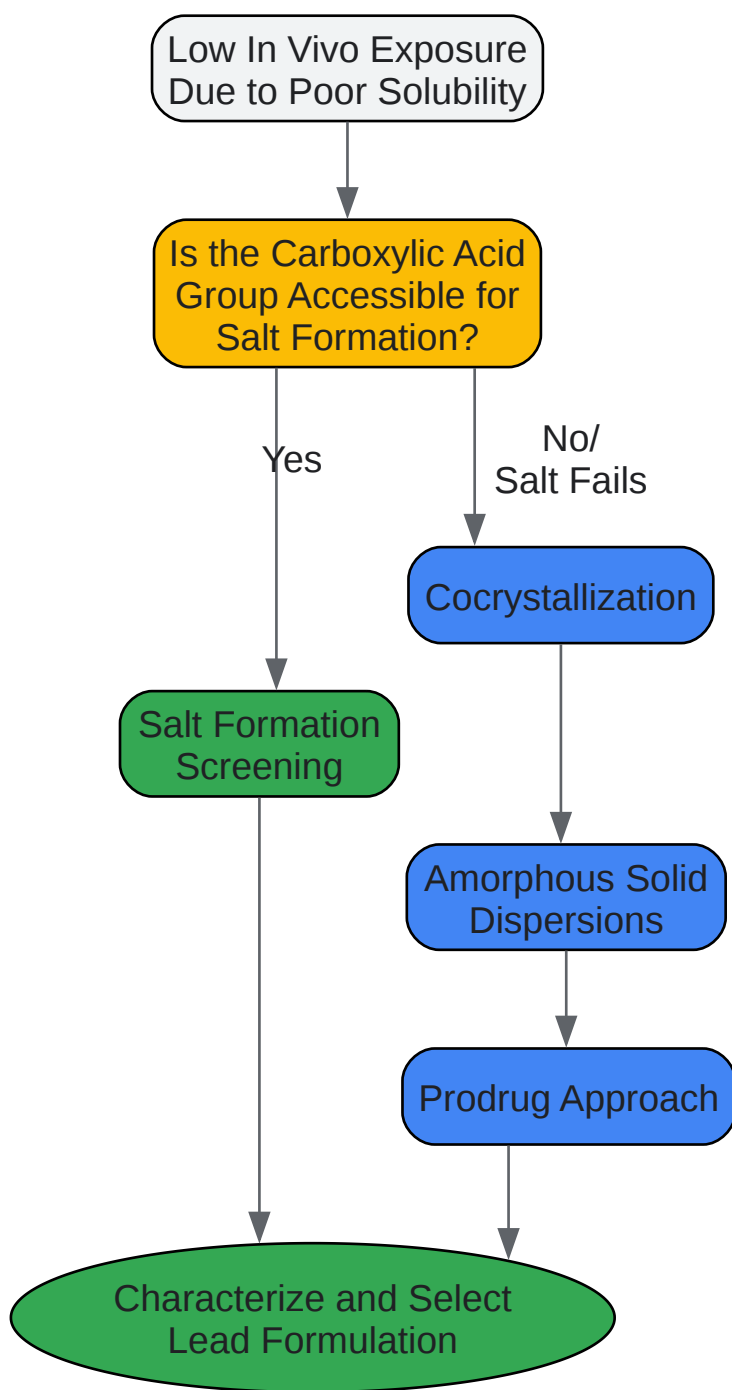 Low In Vivo Exposure
Due to Poor Solubility
Is the Carboxylic Acid
Group Accessible for
Salt Formation?
Yes
No/
Salt Fails
Cocrystallization
Salt Formation
Screening
Amorphous Solid
Dispersions
Prodrug Approach
Characterize and Select
Lead Formulation